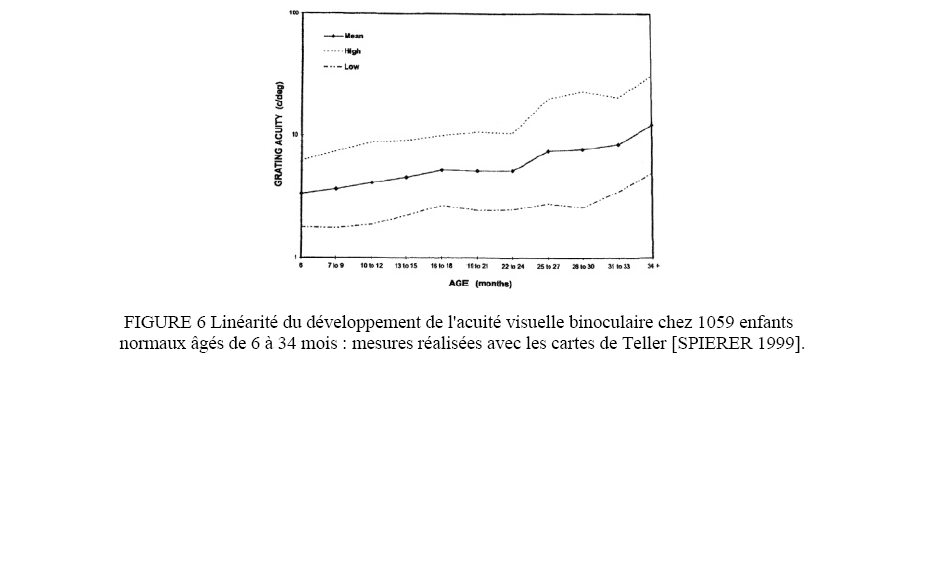 100
Mean
High
Low
GRATING ACUITY (c/deg)
10
1
6 7 to 9 10 to 12 13 to 15 16 to 18 19 to 21 22 to 24 25 to 27 28 to 30 31 to 33 34 +
AGE (months)
FIGURE 6 Linéarité du développement de l'acuité visuelle binoculaire chez 1059 enfants
normaux âgés de 6 à 34 mois : mesures réalisées avec les cartes de Teller [SPIERER 1999].